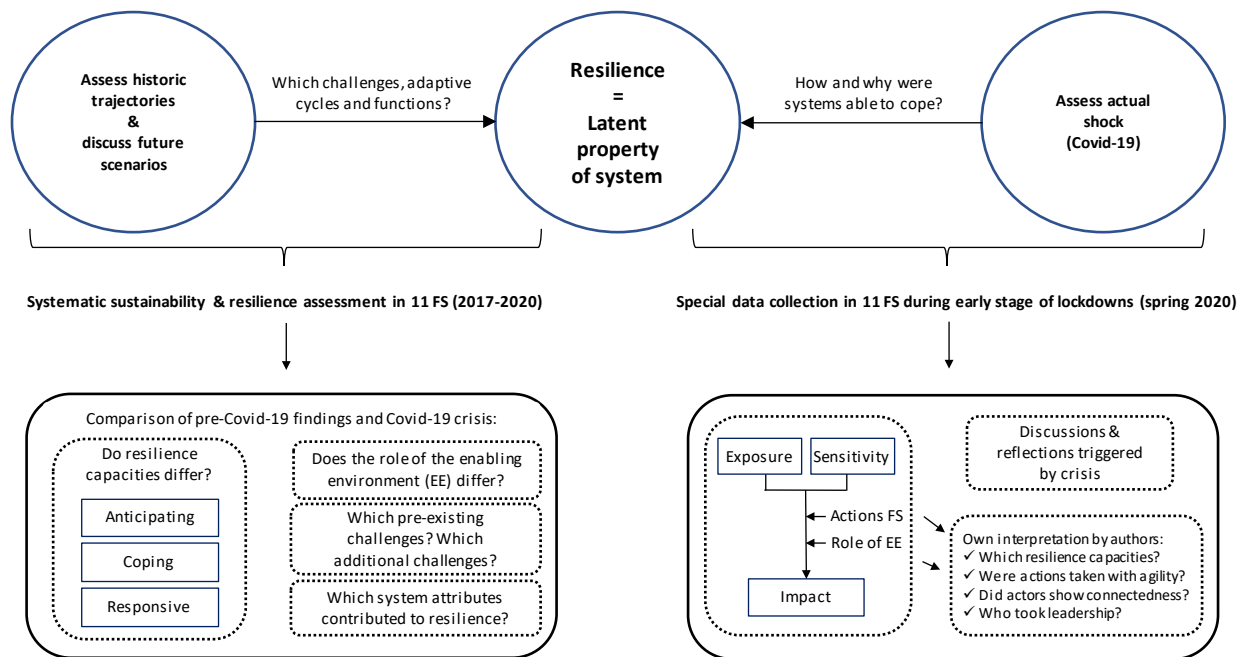 Assess historic
trajectories
&
discuss future
scenarios
Which challenges, adaptive
cycles and functions?
Resilience
=
Latent
property
of system
How and why were
systems able to cope?
Assess actual
shock
(Covid-19)
Systematic sustainability & resilience assessment in 11 FS (2017-2020)
Special data collection in 11 FS during early stage of lockdowns (spring 2020)
Comparison of pre-Covid-19 findings and Covid-19 crisis:
Do resilience
capacities differ?
Anticipating
Coping
Responsive
Does the role of the enabling
environment (EE) differ?
Which pre-existing
challenges? Which
additional challenges?
Which system attributes
contributed to resilience?
Exposure
Sensitivity
Actions FS
Role of EE
Impact
Discussions &
reflections triggered
by crisis
Own interpretation by authors:
✓ Which resilience capacities?
✓ Were actions taken with agility?
✓ Did actors show connectedness?
✓ Who took leadership?